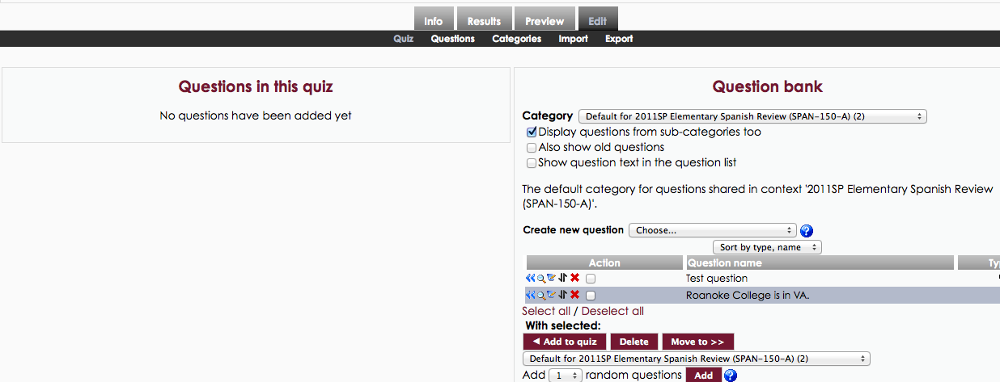 Info Results Preview Edit
Quiz Questions Categories Import Export
Questions in this quiz
No questions have been added yet
Question bank
Category Default for 2011SP Elementary Spanish Review (SPAN-150-A) (2)
Display questions from sub-categories too
Also show old questions
Show question text in the question list
The default category for questions shared in context '2011SP Elementary Spanish Review
(SPAN-150-A)'.
Create new question Choose... ?
Sort by type, name
Action Question name Ty
Test question
Roanoke College is in VA.
Select all / Deselect all
With selected:
◄ Add to quiz Delete Move to >>
Default for 2011SP Elementary Spanish Review (SPAN-150-A) (2)
Add 1 random questions Add ?